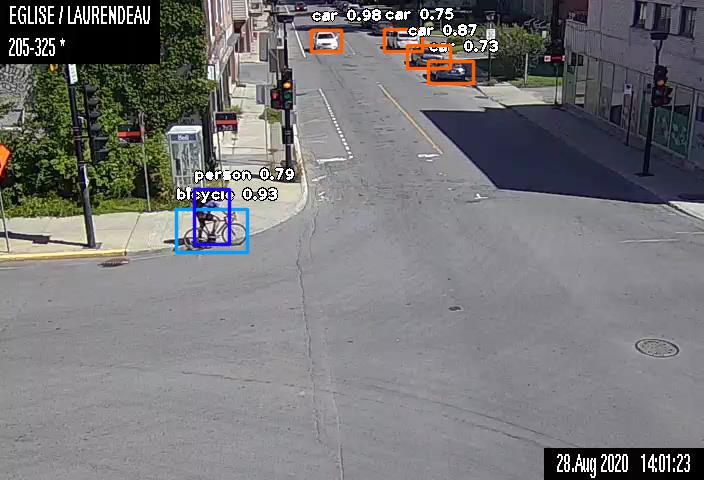 EGLISE / LAURENDEAU
205-325 *
car 0.98
car 0.75
car 0.87
car 0.73
person 0.79
bicycle 0.93
Bell
28.Aug 2020 14:01:23